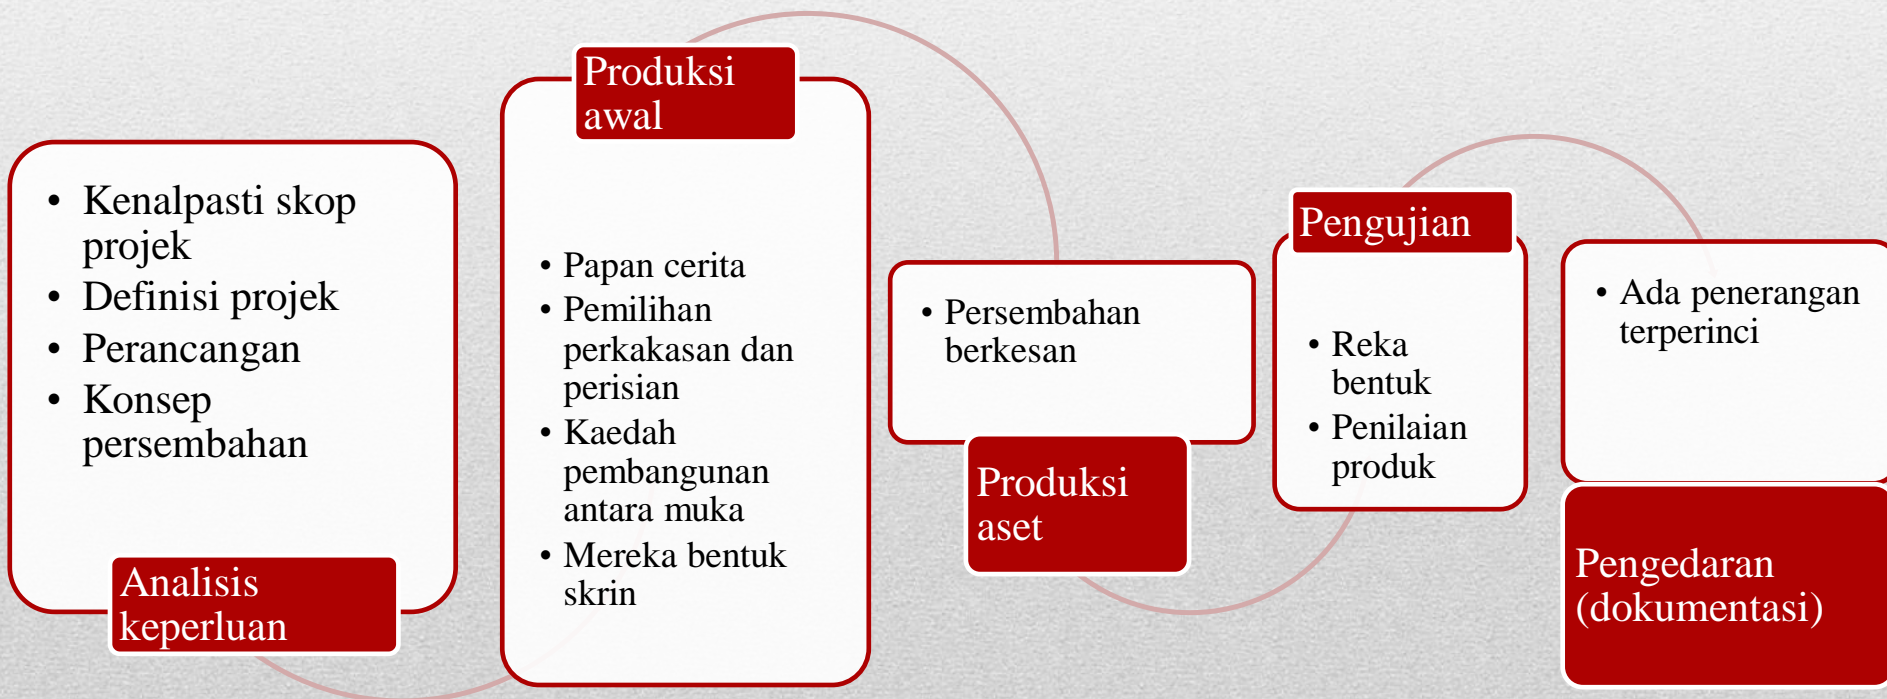 • Kenalpasti skop
projek
• Definisi projek
• Perancangan
• Konsep
persembahan
Analisis
keperluan
Produksi
awal
• Papan cerita
• Pemilihan
perkakasan dan
perisian
• Kaedah
pembangunan
antara muka
• Mereka bentuk
skrin
• Persembahan
berkesan
Produksi
aset
Pengujian
• Reka
bentuk
• Penilaian
produk
• Ada penerangan
terperinci
Pengedaran
(dokumentasi)